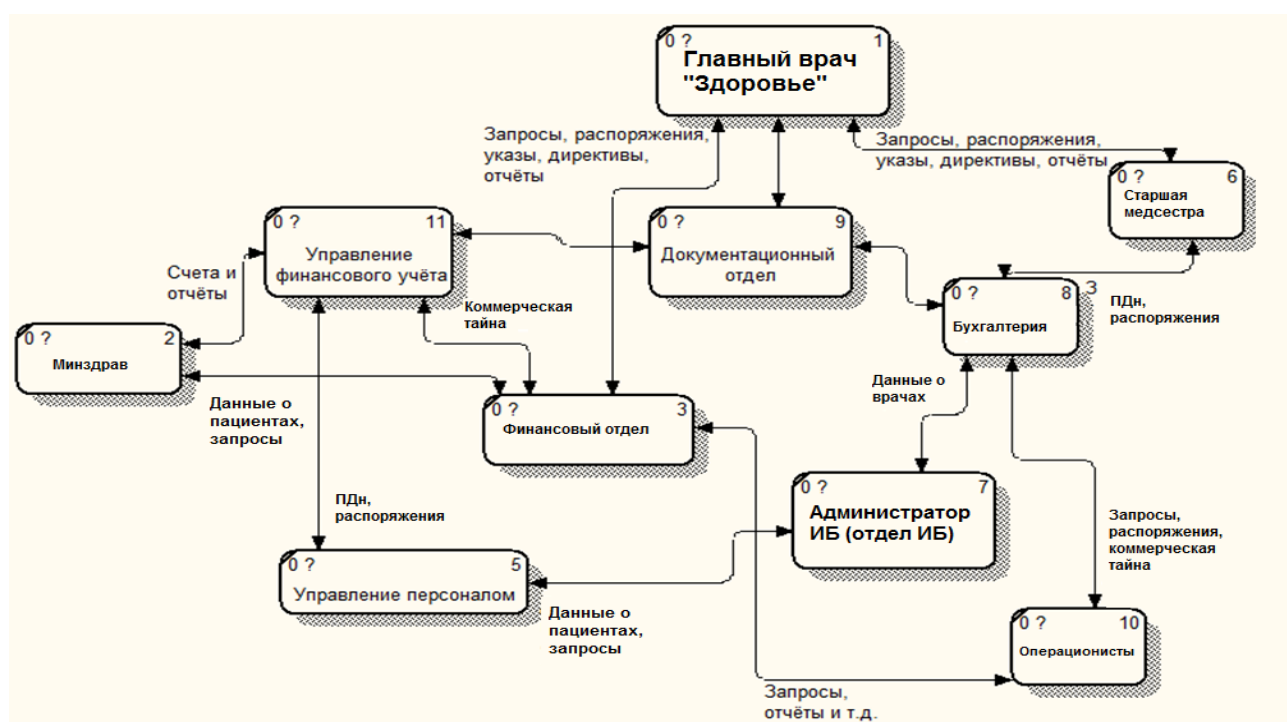 0 ? 1
Главный врач
"Здоровье"
Запросы, распоряжения,
указы, директивы,
отчёты
Запросы, распоряжения,
указы, директивы, отчёты
0 ? 6
Старшая
медсестра
0 ? 11
Управление
финансового учёта
0 ? 9
Документационный
отдел
Счета и
отчёты
Коммерческая
тайна
0 ? 8
Бухгалтерия
3
ПДн,
распоряжения
0 ? 2
Минздрав
Данные о
пациентах,
запросы
0 ? 3
Финансовый отдел
Данные о
врачах
0 ? 7
Администратор
ИБ (отдел ИБ)
ПДн,
распоряжения
Запросы,
распоряжения,
коммерческая
тайна
0 ? 5
Управление персоналом
Данные о
пациентах,
запросы
0 ? 10
Операционисты
Запросы,
отчёты и т.д.